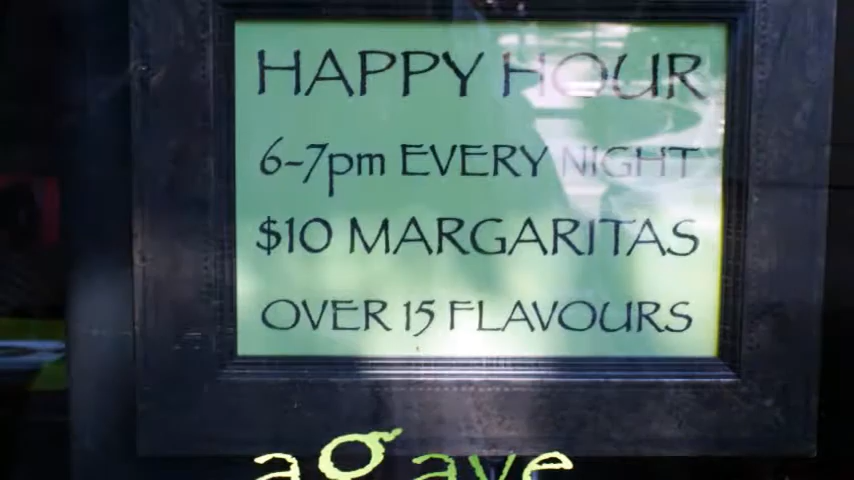 HAPPY HOUR
6-7pm EVERY NIGHT
$10 MARGARITAS
OVER 15 FLAVOURS
agave